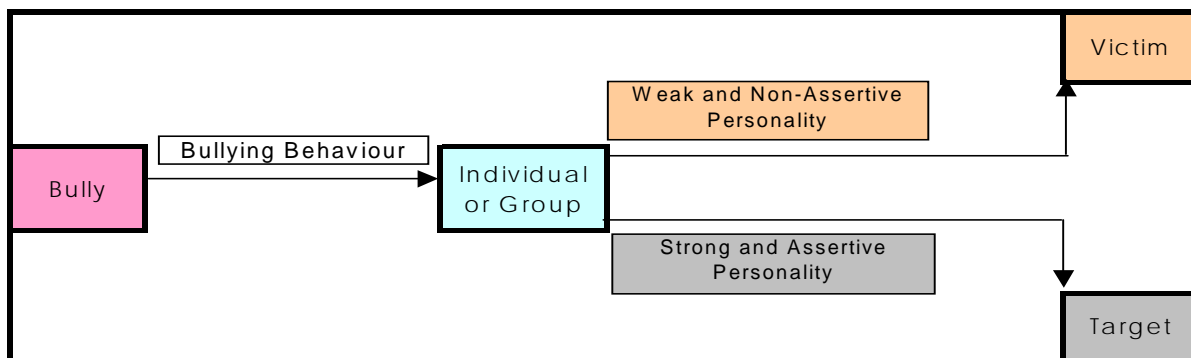 Victim
Weak and Non-Assertive
Personality
Bullying Behaviour
Bully
Individual
or Group
Strong and Assertive
Personality
Target